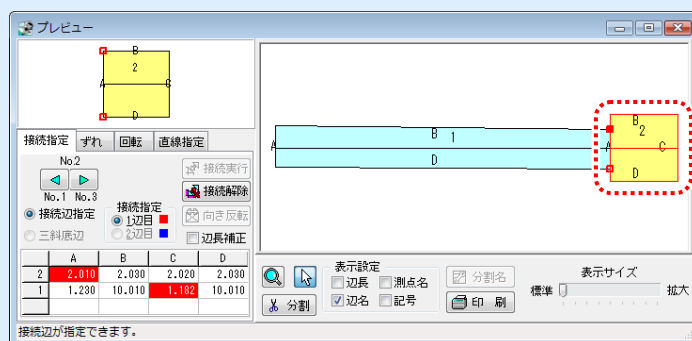 プレビュー
B
2
A C
D
接続指定 ずれ 回転 直線指定
No.2
No.1 No.3
接続実行
接続解除
接続辺指定
三斜底辺
接続指定
1辺目
2辺目
向き反転
辺長補正
A B C D
2 2.010 2.030 2.020 2.030
1 1.230 10.010 1.182 10.010
接続辺が指定できます。
B 1
A
D
B
2
A C
D
分割
表示設定
辺長 測点名
辺名 記号
分割名
印 刷
表示サイズ
標準 拡大